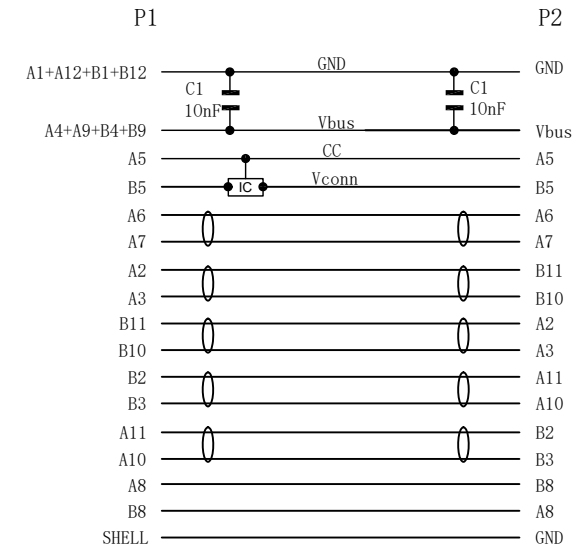 P1 P2
A1+A12+B1+B12 GND GND
C1 C1
10nF 10nF
A4+A9+B4+B9 Vbus Vbus
A5 CC A5
B5 IC Vconn B5
A6 A6
A7 A7
A2 B11
A3 B10
B11 A2
B10 A3
B2 A11
B3 A10
A11 B2
A10 B3
A8 B8
B8 A8
SHELL GND